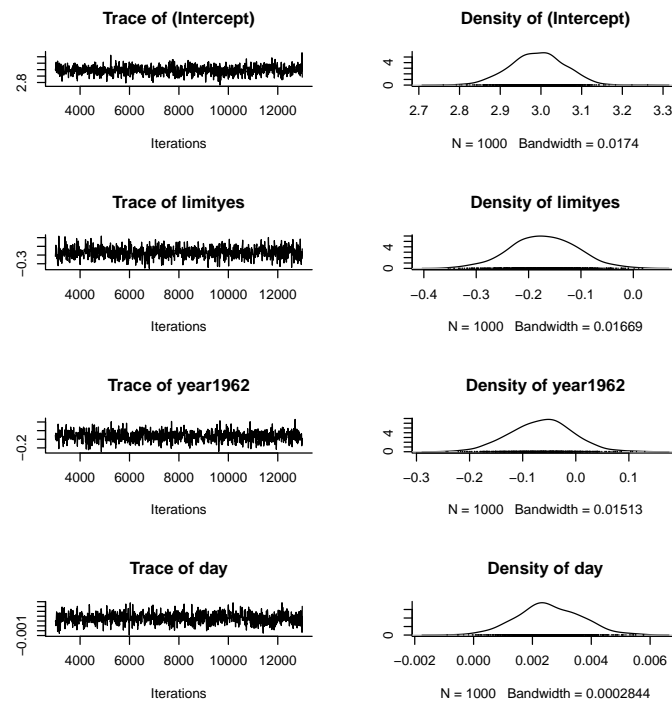 Trace of (Intercept)
2.8
4000 6000 8000 10000 12000
Iterations
Density of (Intercept)
0 4
2.7 2.8 2.9 3.0 3.1 3.2 3.3
N = 1000 Bandwidth = 0.0174
Trace of limityes
−0.3
4000 6000 8000 10000 12000
Iterations
Density of limityes
0 4
−0.4 −0.3 −0.2 −0.1 0.0
N = 1000 Bandwidth = 0.01669
Trace of year1962
−0.2
4000 6000 8000 10000 12000
Iterations
Density of year1962
0 4
−0.3 −0.2 −0.1 0.0 0.1
N = 1000 Bandwidth = 0.01513
Trace of day
−0.001
4000 6000 8000 10000 12000
Iterations
Density of day
0
−0.002 0.000 0.002 0.004 0.006
N = 1000 Bandwidth = 0.0002844